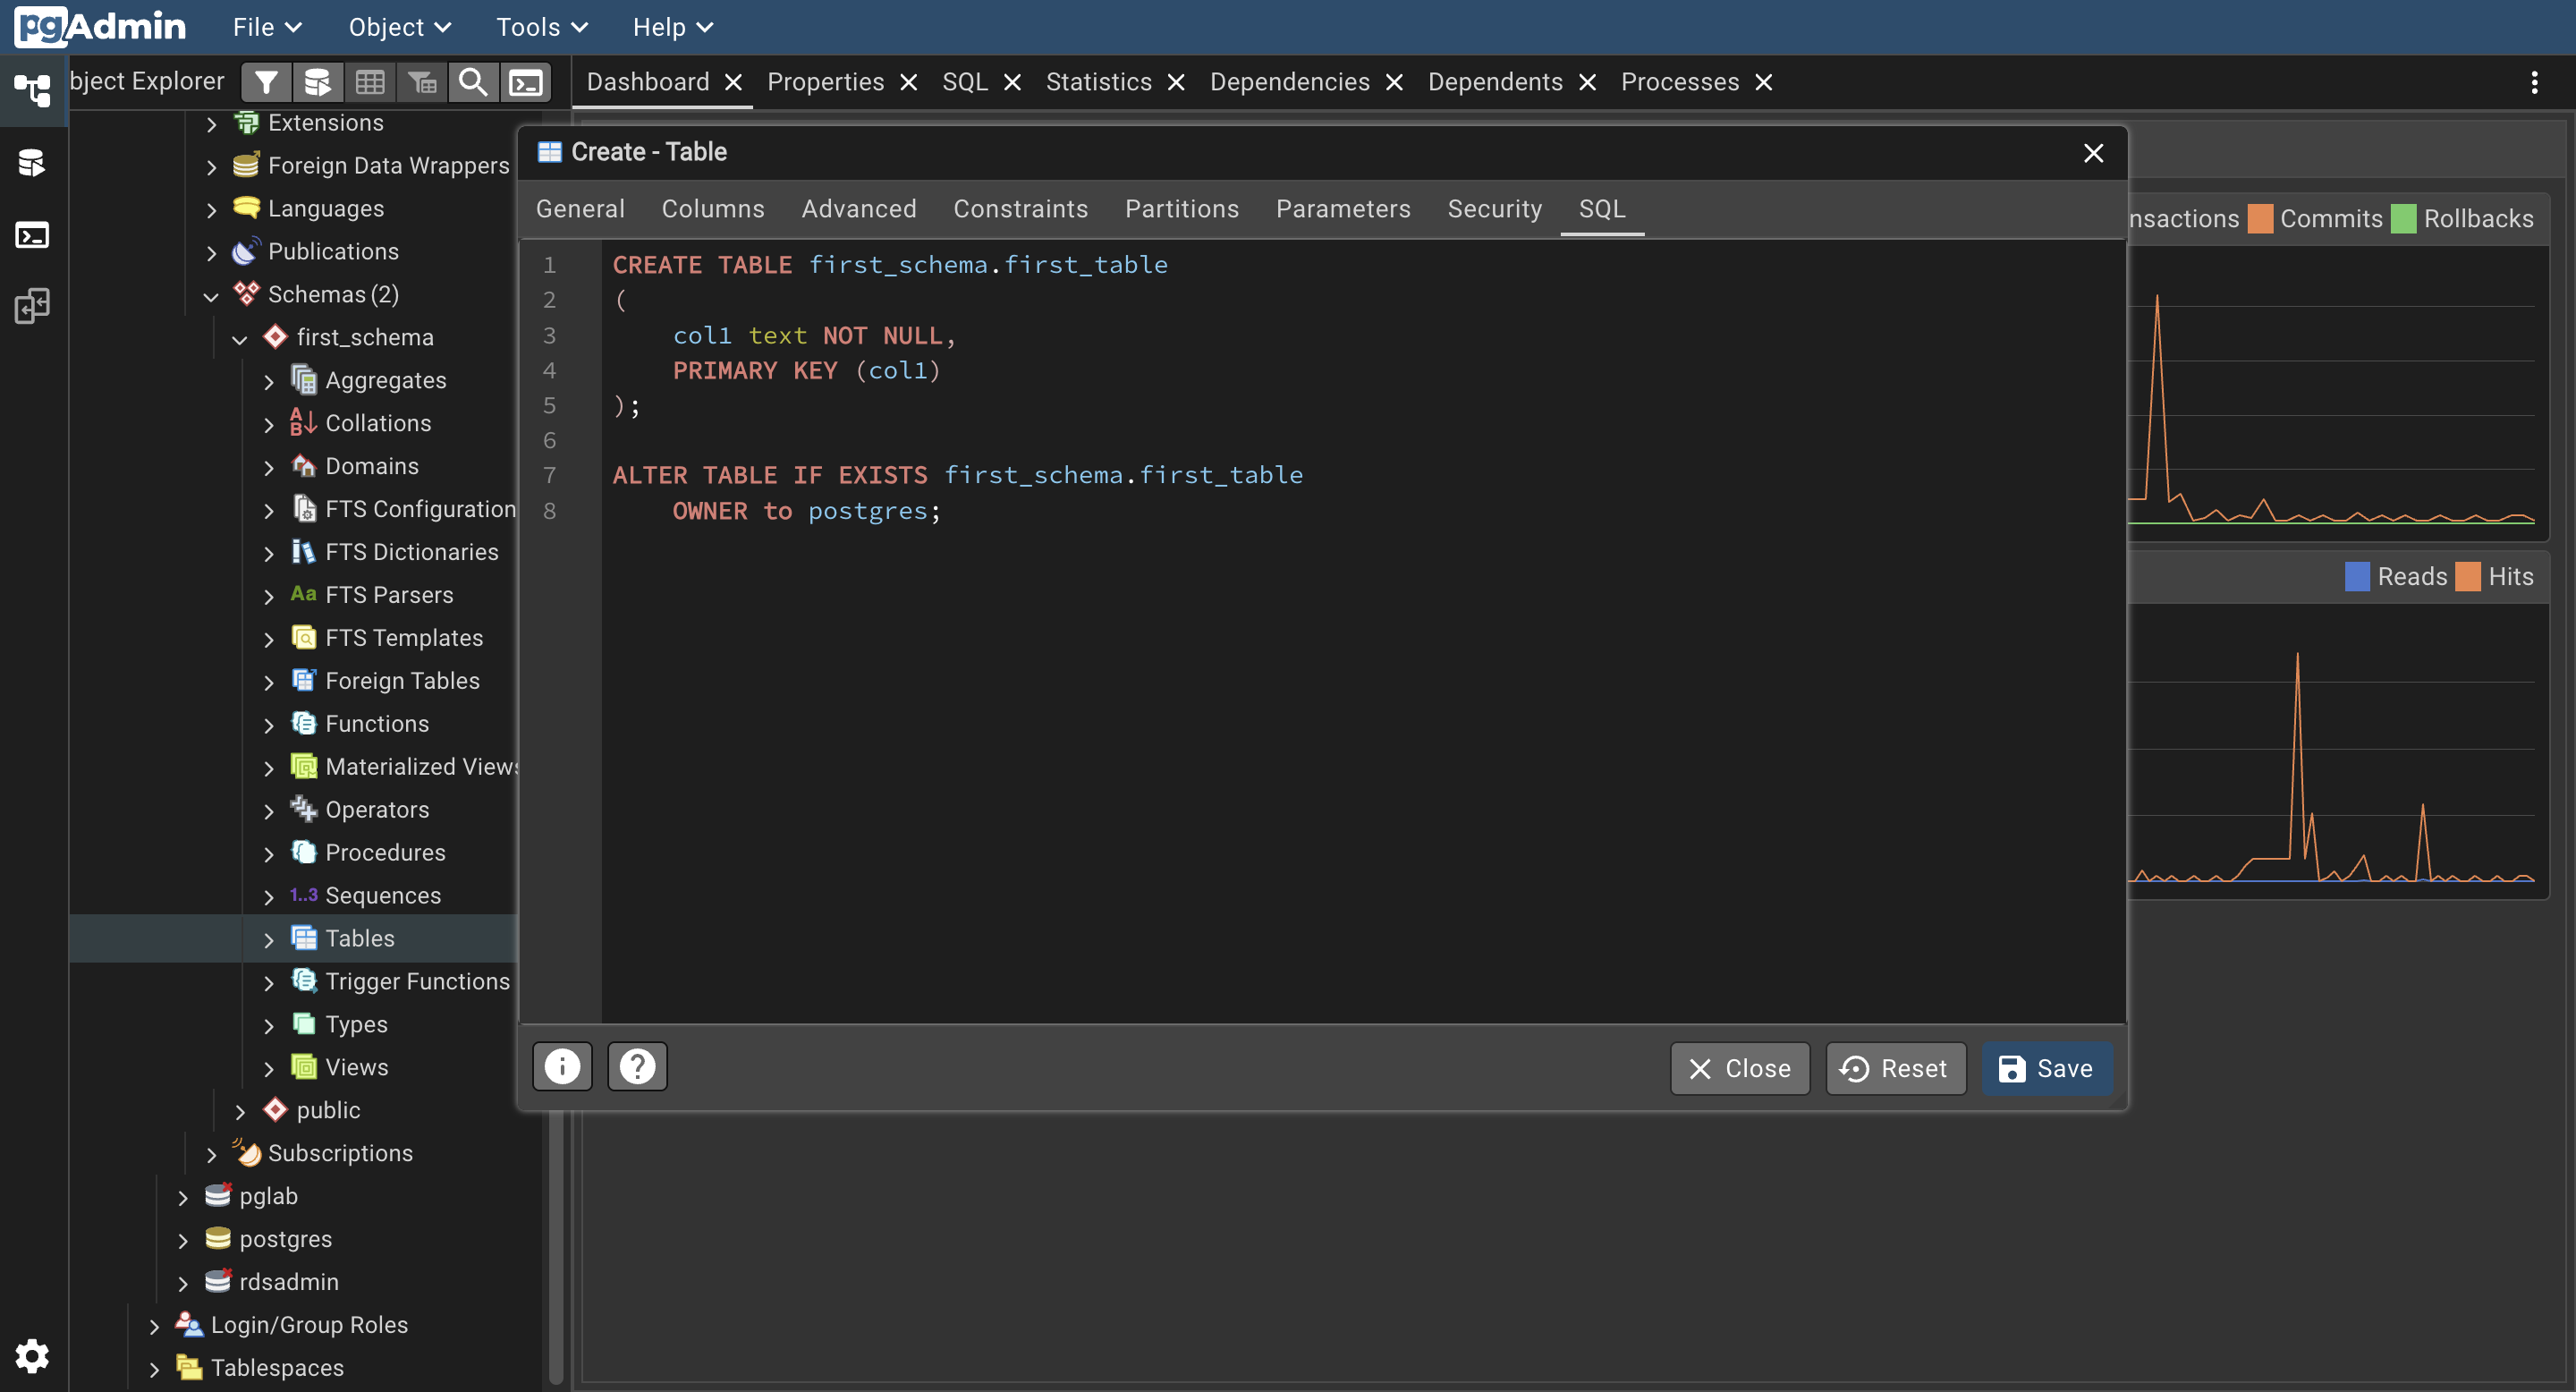 pgAdmin File Object Tools Help
bject Explorer
Dashboard Properties SQL Statistics Dependencies Dependents Processes
Extensions
Foreign Data Wrappers
Languages
Publications
Schemas (2)
first_schema
Aggregates
Collations
Domains
FTS Configuration
FTS Dictionaries
Aa FTS Parsers
FTS Templates
Foreign Tables
Functions
Materialized Views
Operators
Procedures
1..3 Sequences
Tables
Trigger Functions
Types
Views
public
Subscriptions
pglab
postgres
rdsadmin
Login/Group Roles
Tablespaces
Create - Table
General Columns Advanced Constraints Partitions Parameters Security SQL
1 CREATE TABLE first_schema.first_table
2 (
3 col1 text NOT NULL,
4 PRIMARY KEY (col1)
5 );
6
7 ALTER TABLE IF EXISTS first_schema.first_table
8 OWNER to postgres;
Close Reset Save
nsactions Commits Rollbacks
Reads Hits